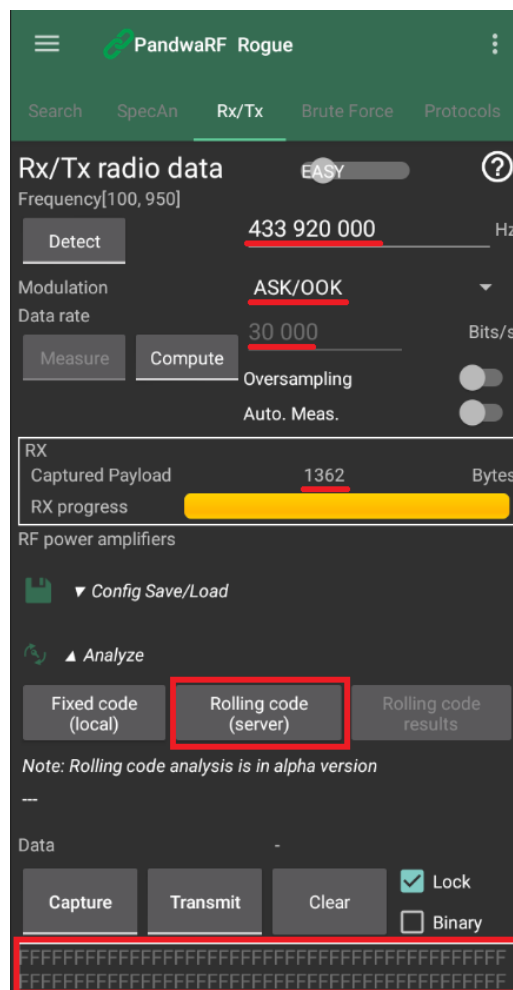 PandwaRF Rogue
Search SpecAn Rx/Tx Brute Force Protocols
Rx/Tx radio data EASY
Frequency[100, 950]
Detect 433 920 000 Hz
Modulation ASK/OOK
Data rate 30 000 Bits/s
Measure Compute
Oversampling
Auto. Meas.
RX
Captured Payload 1362 Bytes
RX progress
RF power amplifiers
▼ Config Save/Load
▲ Analyze
Fixed code (local) Rolling code (server) Rolling code results
Note: Rolling code analysis is in alpha version
---
Data -
Capture Transmit Clear Lock
Binary